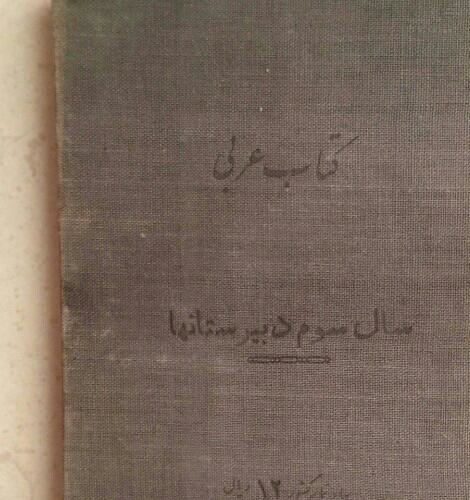 کتاب عربی
سال سوم دبیرستانها
۱۲ ریال